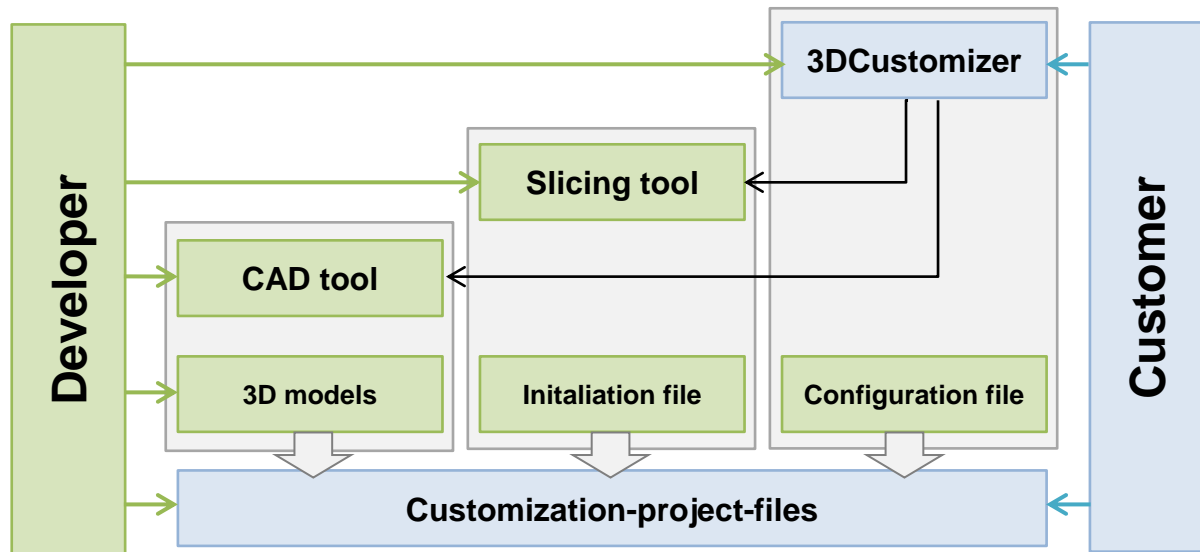 Developer
3DCustomizer
Slicing tool
CAD tool
3D models
Initaliation file
Configuration file
Customization-project-files
Customer